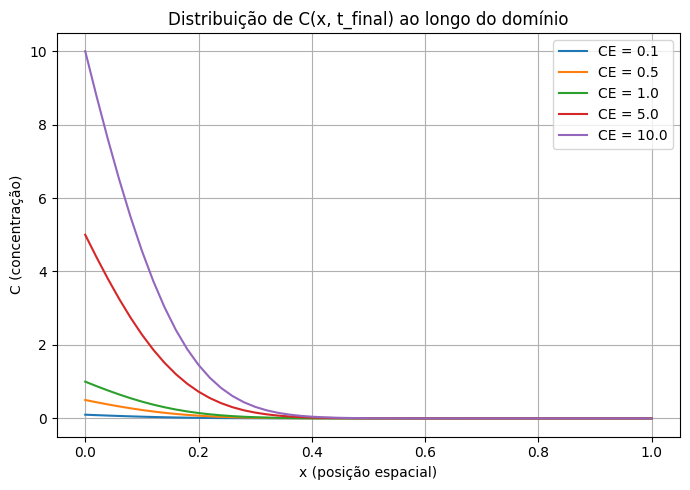 Distribuição de C(x, t_final) ao longo do domínio
10
8
6
4
2
0
C (concentração)
CE = 0.1
CE = 0.5
CE = 1.0
CE = 5.0
CE = 10.0
0.0 0.2 0.4 0.6 0.8 1.0
x (posição espacial)